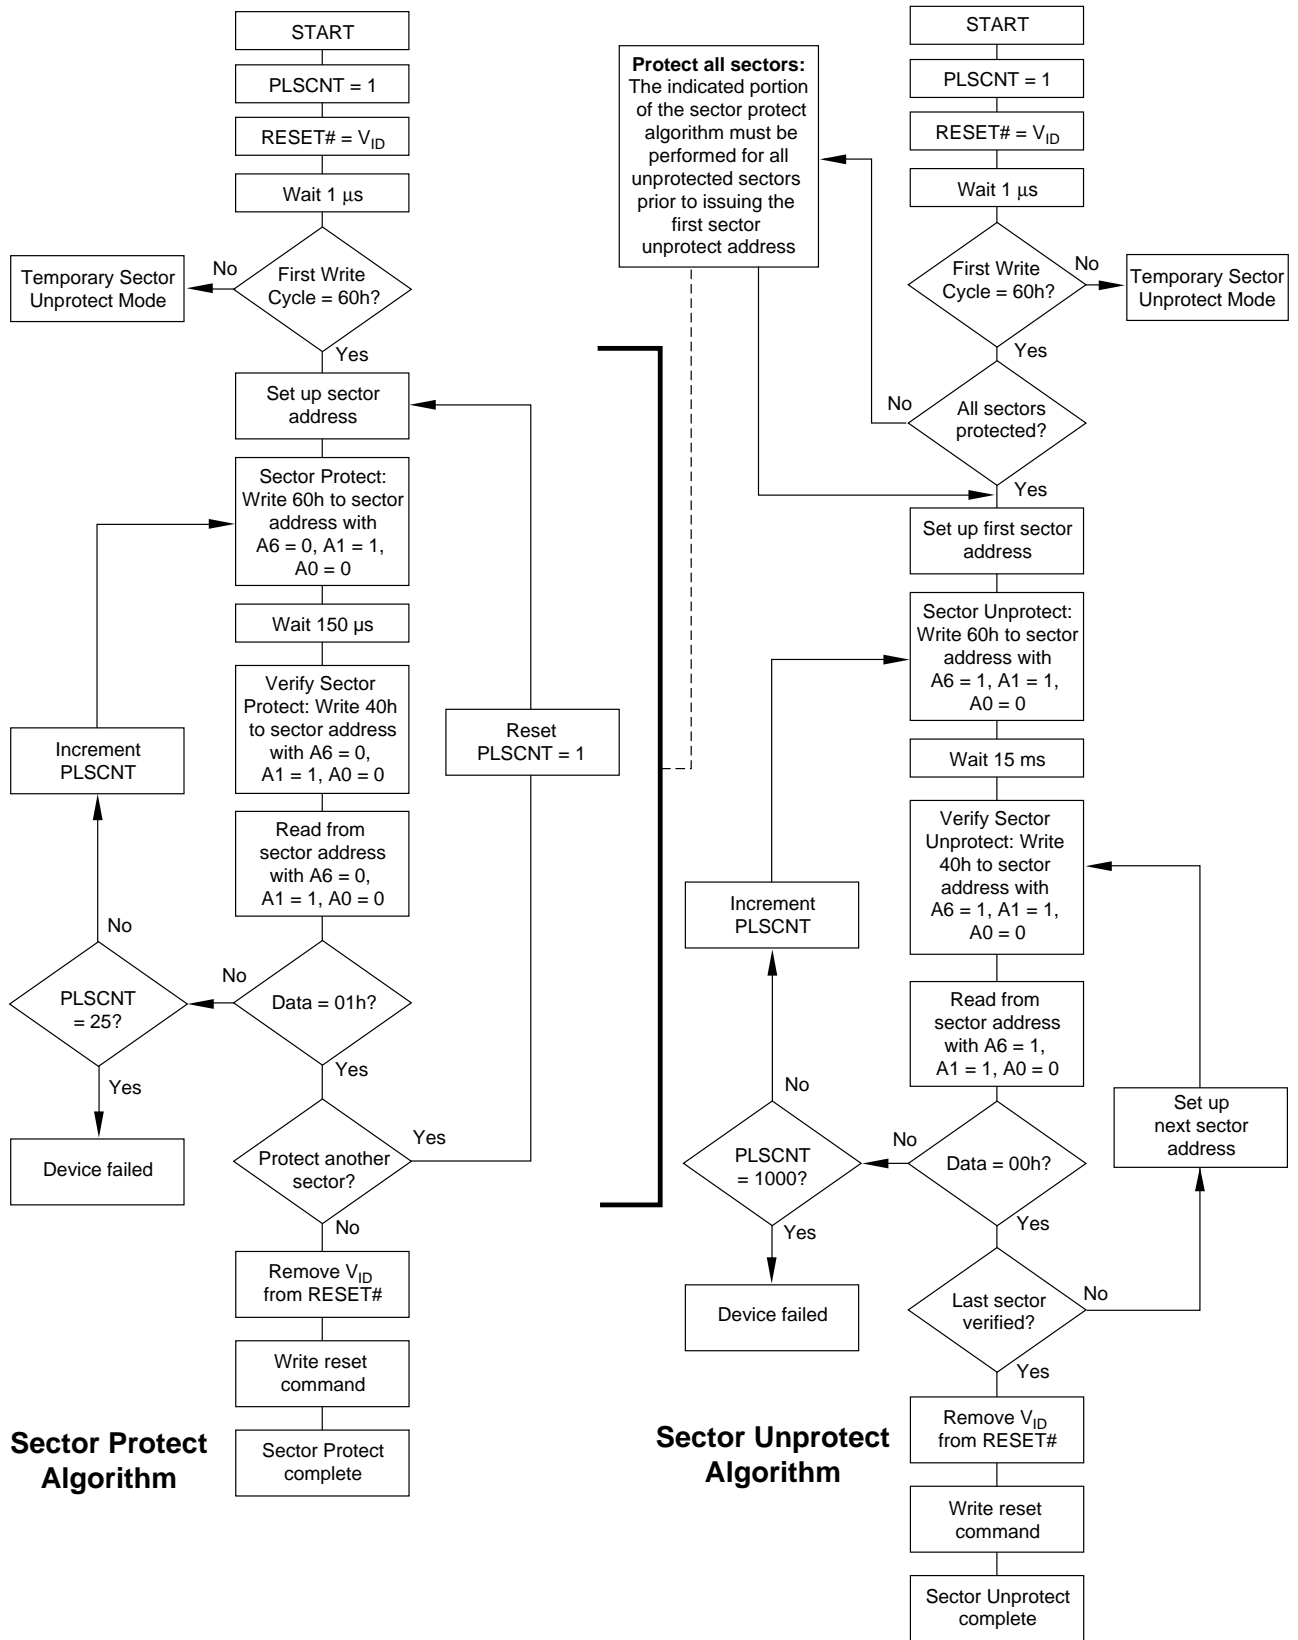 START
PLSCNT = 1
RESET# = VID
Wait 1 μs
First Write
Cycle = 60h?
No
Temporary Sector
Unprotect Mode
Yes
Set up sector
address
Sector Protect:
Write 60h to sector
address with
A6 = 0, A1 = 1,
A0 = 0
Wait 150 µs
Verify Sector
Protect: Write 40h
to sector address
with A6 = 0,
A1 = 1, A0 = 0
Read from
sector address
with A6 = 0,
A1 = 1, A0 = 0
Data = 01h?
No
PLSCNT
= 25?
No
Increment
PLSCNT
Yes
Device failed
Yes
Protect another
sector?
Yes
Reset
PLSCNT = 1
No
Remove VID
from RESET#
Write reset
command
Sector Protect
complete
Sector Protect
Algorithm
Protect all sectors:
The indicated portion
of the sector protect
algorithm must be
performed for all
unprotected sectors
prior to issuing the
first sector
unprotect address
START
PLSCNT = 1
RESET# = VID
Wait 1 μs
First Write
Cycle = 60h?
No
Temporary Sector
Unprotect Mode
Yes
All sectors
protected?
No
Yes
Set up first sector
address
Sector Unprotect:
Write 60h to sector
address with
A6 = 1, A1 = 1,
A0 = 0
Wait 15 ms
Verify Sector
Unprotect: Write
40h to sector
address with
A6 = 1, A1 = 1,
A0 = 0
Read from
sector address
with A6 = 1,
A1 = 1, A0 = 0
Data = 00h?
No
PLSCNT
= 1000?
No
Increment
PLSCNT
Yes
Device failed
Yes
Last sector
verified?
No
Set up
next sector
address
Yes
Remove VID
from RESET#
Write reset
command
Sector Unprotect
complete
Sector Unprotect
Algorithm